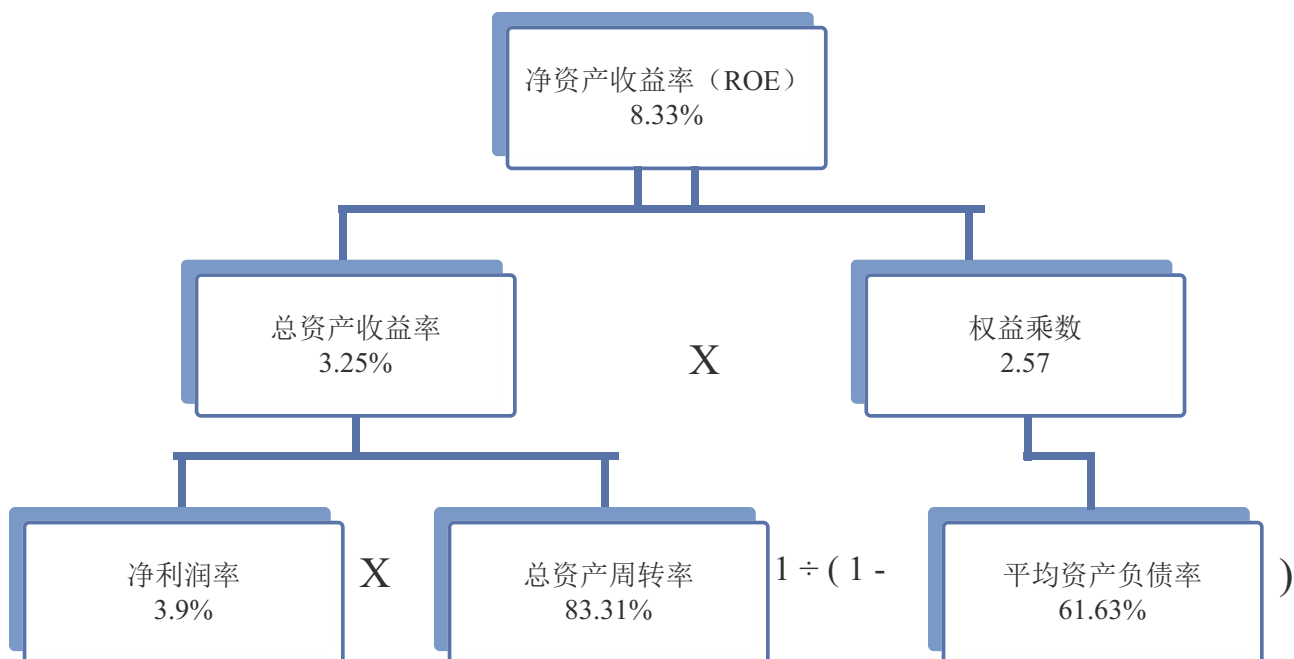 净资产收益率（ROE）
8.33%
总资产收益率
3.25%
X
权益乘数
2.57
净利润率
3.9%
X
总资产周转率
83.31%
1 ÷ ( 1 -
平均资产负债率
61.63%
)